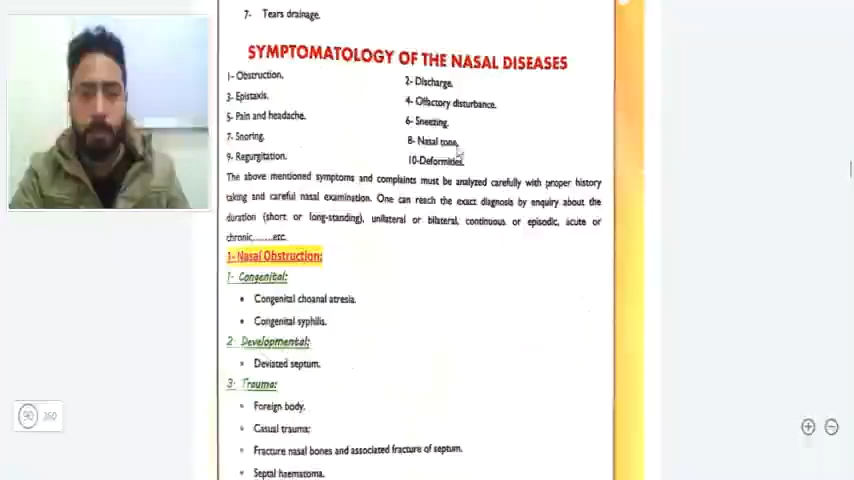 7- Tears drainage.
SYMPTOMATOLOGY OF THE NASAL DISEASES
1- Obstruction.
2- Discharge.
3- Epistaxis.
4- Olfactory disturbance.
5- Pain and headache.
6- Sneezing.
7- Snoring.
8- Nasal tone.
9- Regurgitation.
10-Deformities.
The above mentioned symptoms and complaints must be analyzed carefully with proper history
taking and careful nasal examination. One can reach the exact diagnosis by enquiry about the
duration (short or long-standing), unilateral or bilateral, continuous or episodic, acute or
chronic.......etc.
1- Nasal Obstruction:
1- Congenital:
Congenital choanal atresia.
Congenital syphilis.
2- Developmental:
Deviated septum.
3- Trauma:
Foreign body.
Casual trauma:
Fracture nasal bones and associated fracture of septum.
Septal haematoma.
90 360